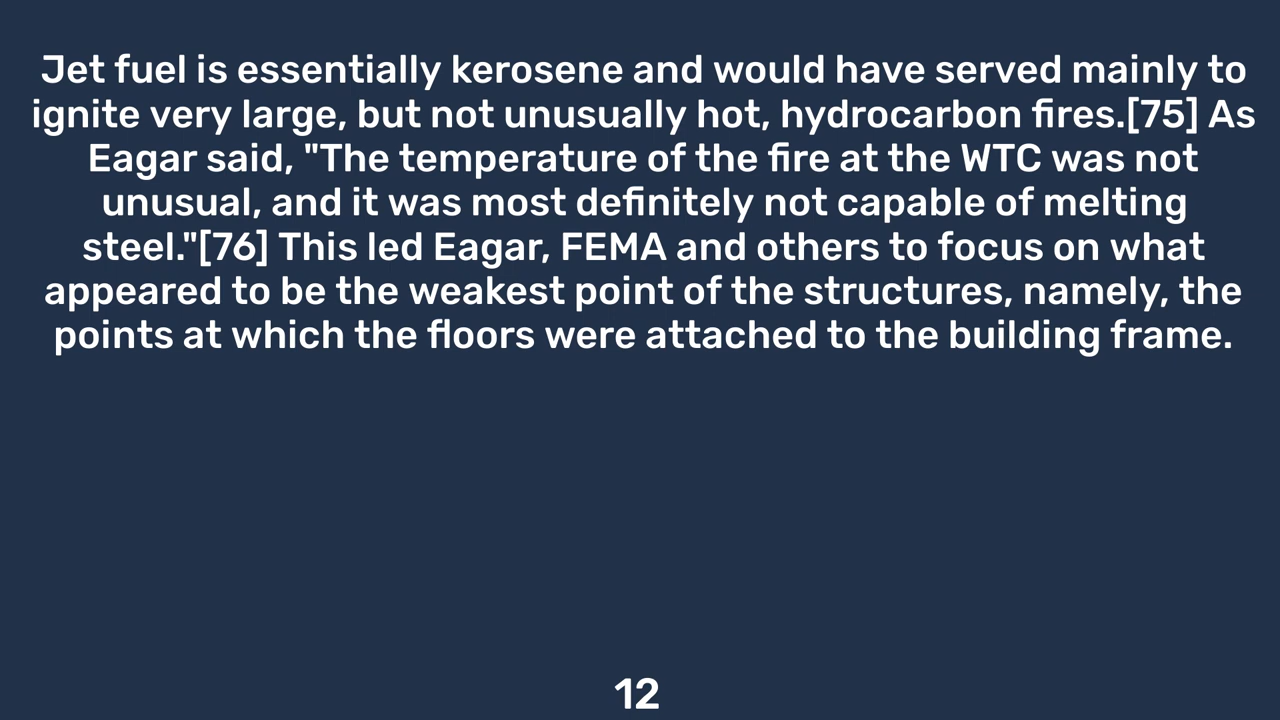 Jet fuel is essentially kerosene and would have served mainly to
ignite very large, but not unusually hot, hydrocarbon fires.[75] As
Eagar said, "The temperature of the fire at the WTC was not
unusual, and it was most definitely not capable of melting
steel."[76] This led Eagar, FEMA and others to focus on what
appeared to be the weakest point of the structures, namely, the
points at which the floors were attached to the building frame.
12